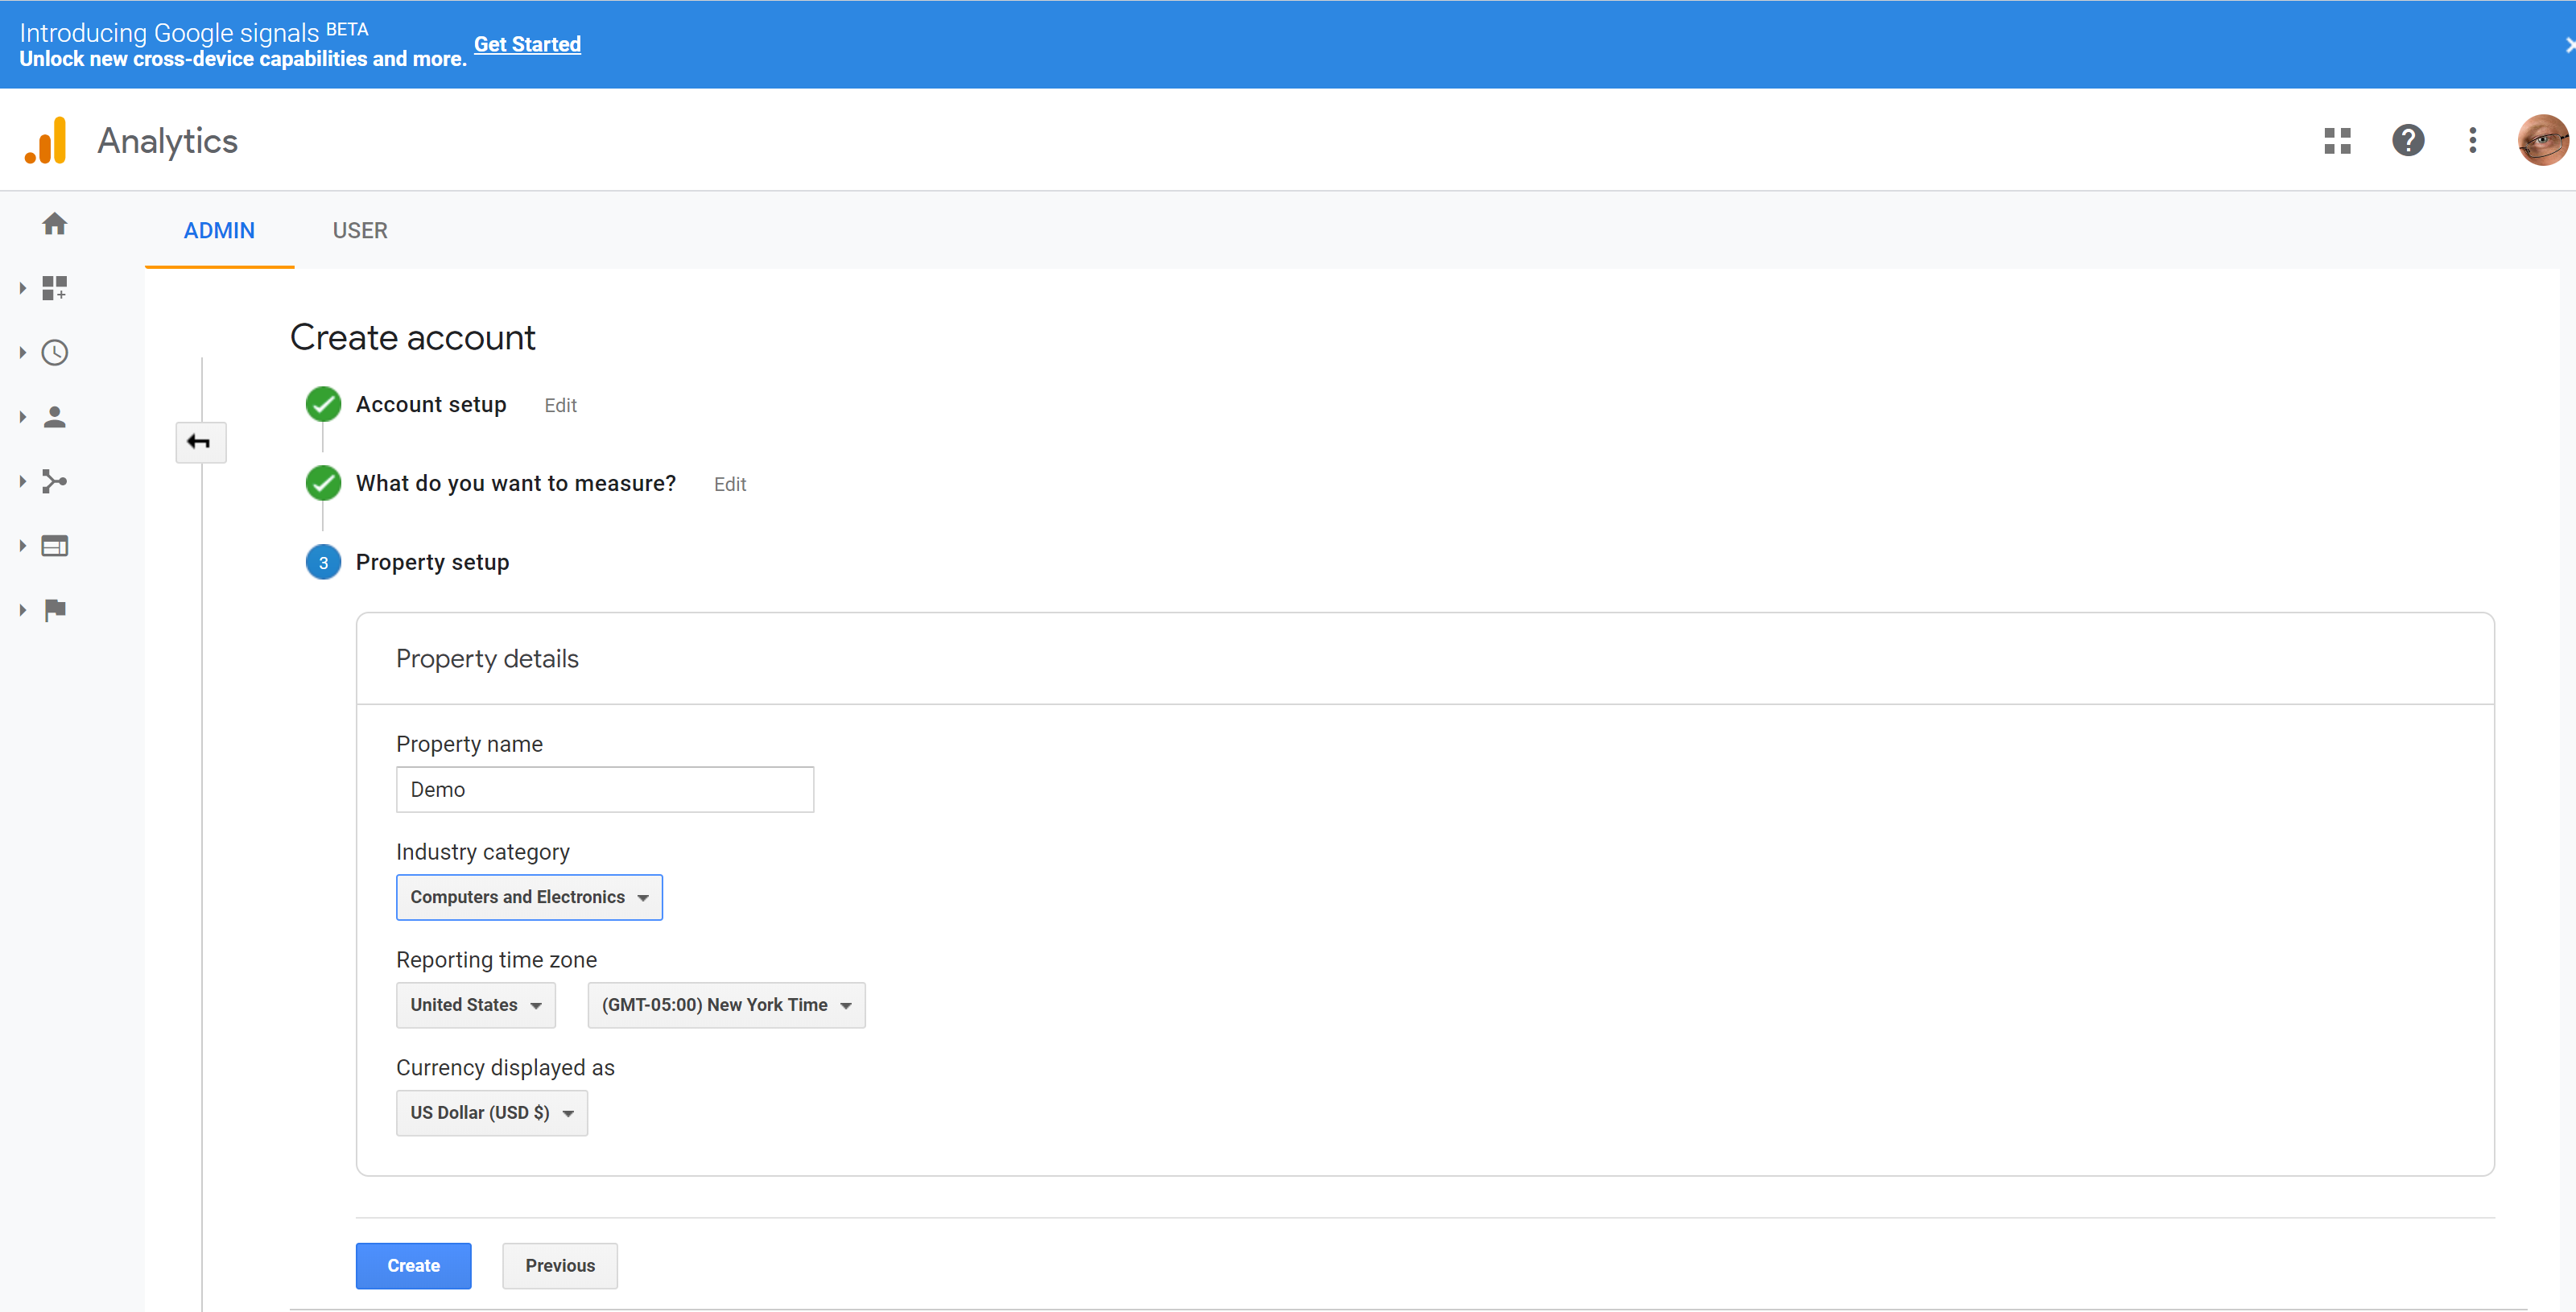 Introducing Google signals BETA
Unlock new cross-device capabilities and more. Get Started
Analytics
ADMIN USER
Create account
Account setup Edit
What do you want to measure? Edit
3 Property setup
Property details
Property name
Demo
Industry category
Computers and Electronics
Reporting time zone
United States (GMT-05:00) New York Time
Currency displayed as
US Dollar (USD $)
Create Previous